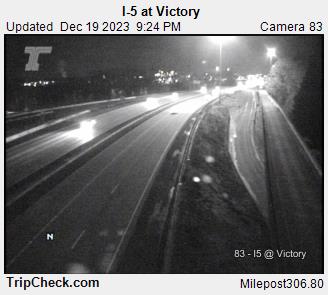 I-5 at Victory
Updated  Dec 19 2023  9:24 PM  Camera 83
T
N
83 - I5 @ Victory
TripCheck.com  Milepost306.80